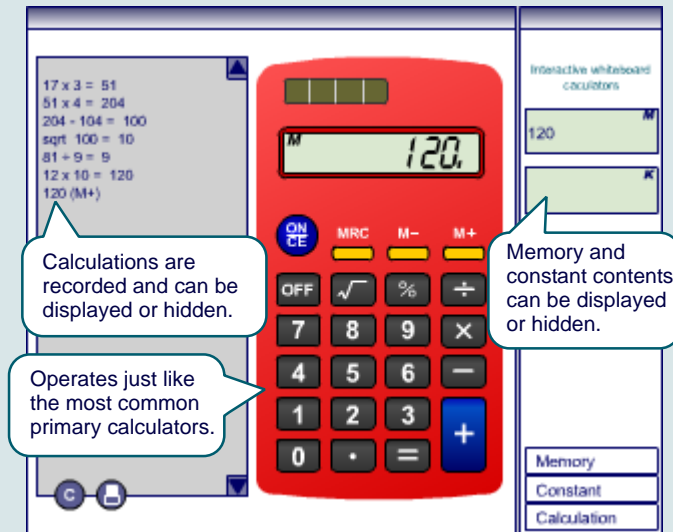 17 x 3 = 51
51 x 4 = 204
204 - 104 = 100
sqrt 100 = 10
81 ÷ 9 = 9
12 x 10 = 120
120 (M+)
Calculations are
recorded and can be
displayed or hidden.
Operates just like
the most common
primary calculators.
C
M
120.
ON
CE
MRC M− M+
OFF √ % ÷
7 8 9 ×
4 5 6 −
1 2 3
+
0 · =
Interactive whiteboard
caculators
M
120
K
Memory and
constant contents
can be displayed
or hidden.
Memory
Constant
Calculation